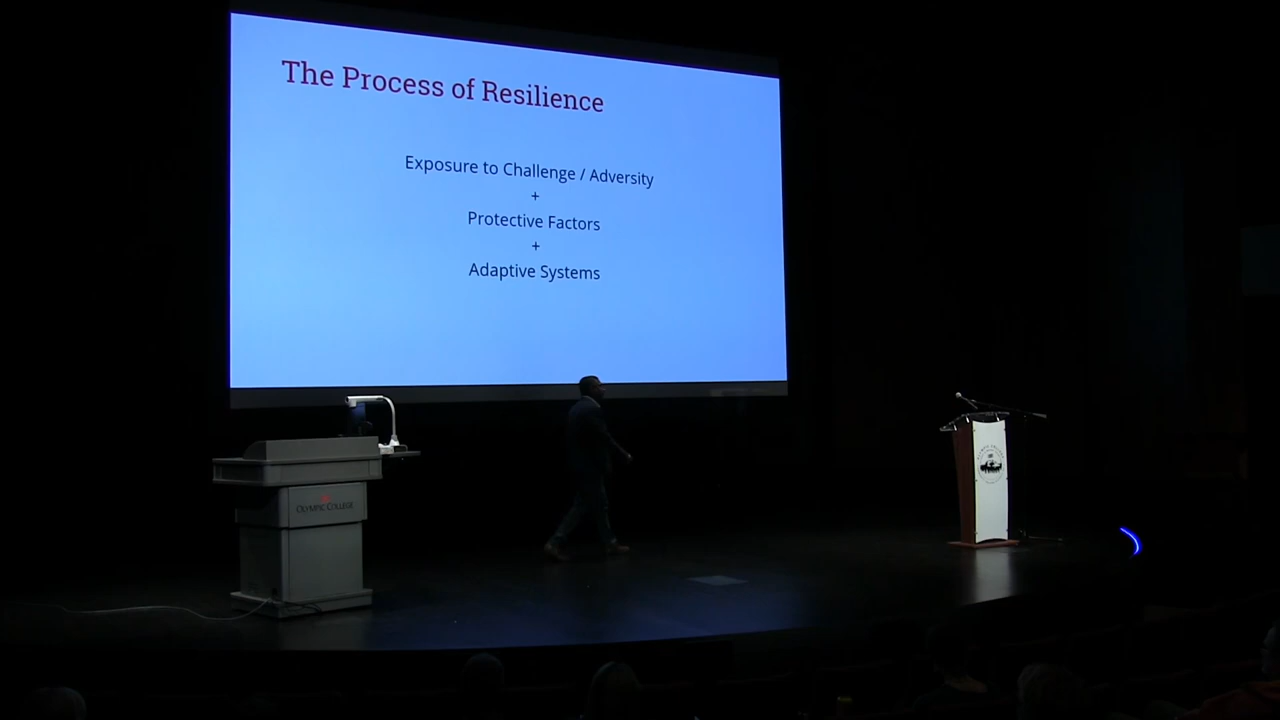 The Process of Resilience
Exposure to Challenge / Adversity
+
Protective Factors
+
Adaptive Systems
OLYMPIC COLLEGE